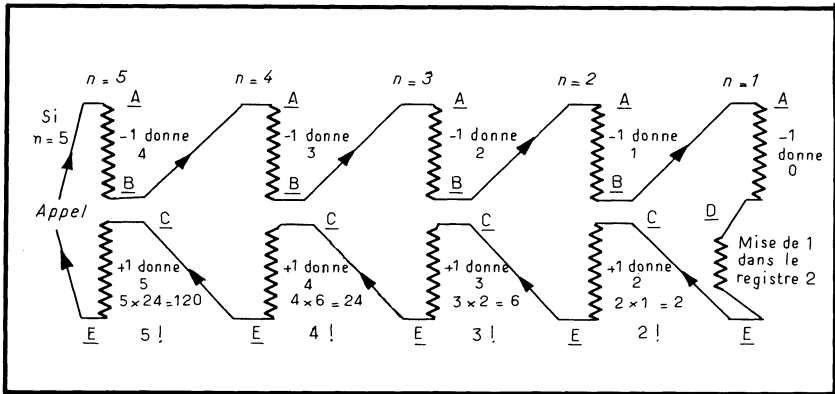 n = 5 n = 4 n = 3 n = 2 n = 1
A A A A A
Si
n = 5
-1 donne
4
-1 donne
3
-1 donne
2
-1 donne
1
-1
donne
0
B B B B
Appel
C C C C D
Mise de 1
dans le
registre 2
+1 donne
5
5 × 24 = 120
+1 donne
4
4 × 6 = 24
+1 donne
3
3 × 2 = 6
+1 donne
2
2 × 1 = 2
E E E E E
5 ! 4 ! 3 ! 2 !